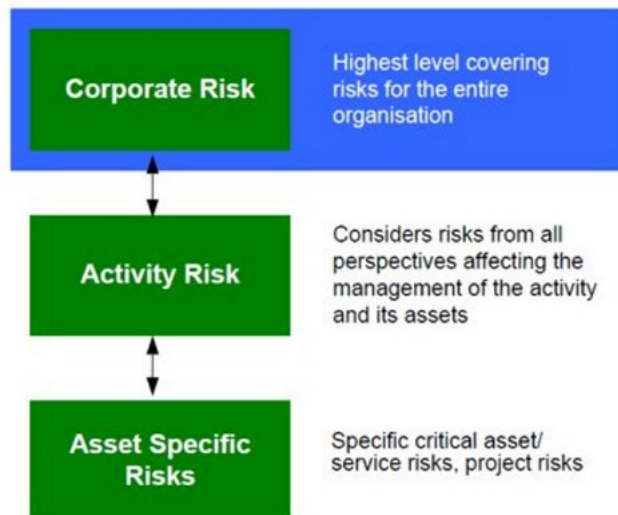 Corporate Risk
Highest level covering
risks for the entire
organisation
Activity Risk
Considers risks from all
perspectives affecting the
management of the activity
and its assets
Asset Specific
Risks
Specific critical asset/
service risks, project risks